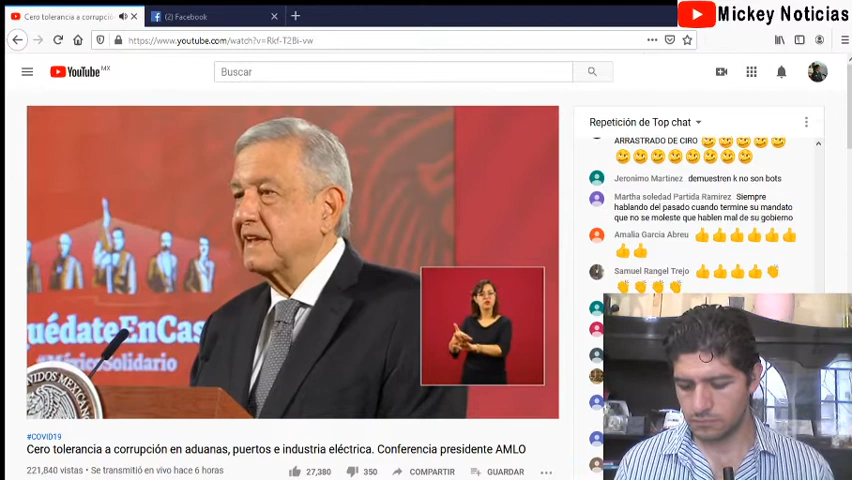 Cero tolerancia a corrupció
(2) Facebook
Mickey Noticias
https://www.youtube.com/watch?v=Rkf-T2Bi-vw
YouTube MX
Buscar
Repetición de Top chat
ARRASTRADO DE CIRO
Jeronimo Martinez demuestren k no son bots
Martha soledad Partida Ramirez Siempre
hablando del pasado cuando termine su mandato
que no se moleste que hablen mal de su gobierno
Amalia Garcia Abreu
Samuel Rangel Trejo
quédateEnCas
#MéxicoSolidario
UNIDOS MEX
#COVID19
Cero tolerancia a corrupción en aduanas, puertos e industria eléctrica. Conferencia presidente AMLO
221,840 vistas • Se transmitió en vivo hace 6 horas
27,380
350
COMPARTIR
GUARDAR